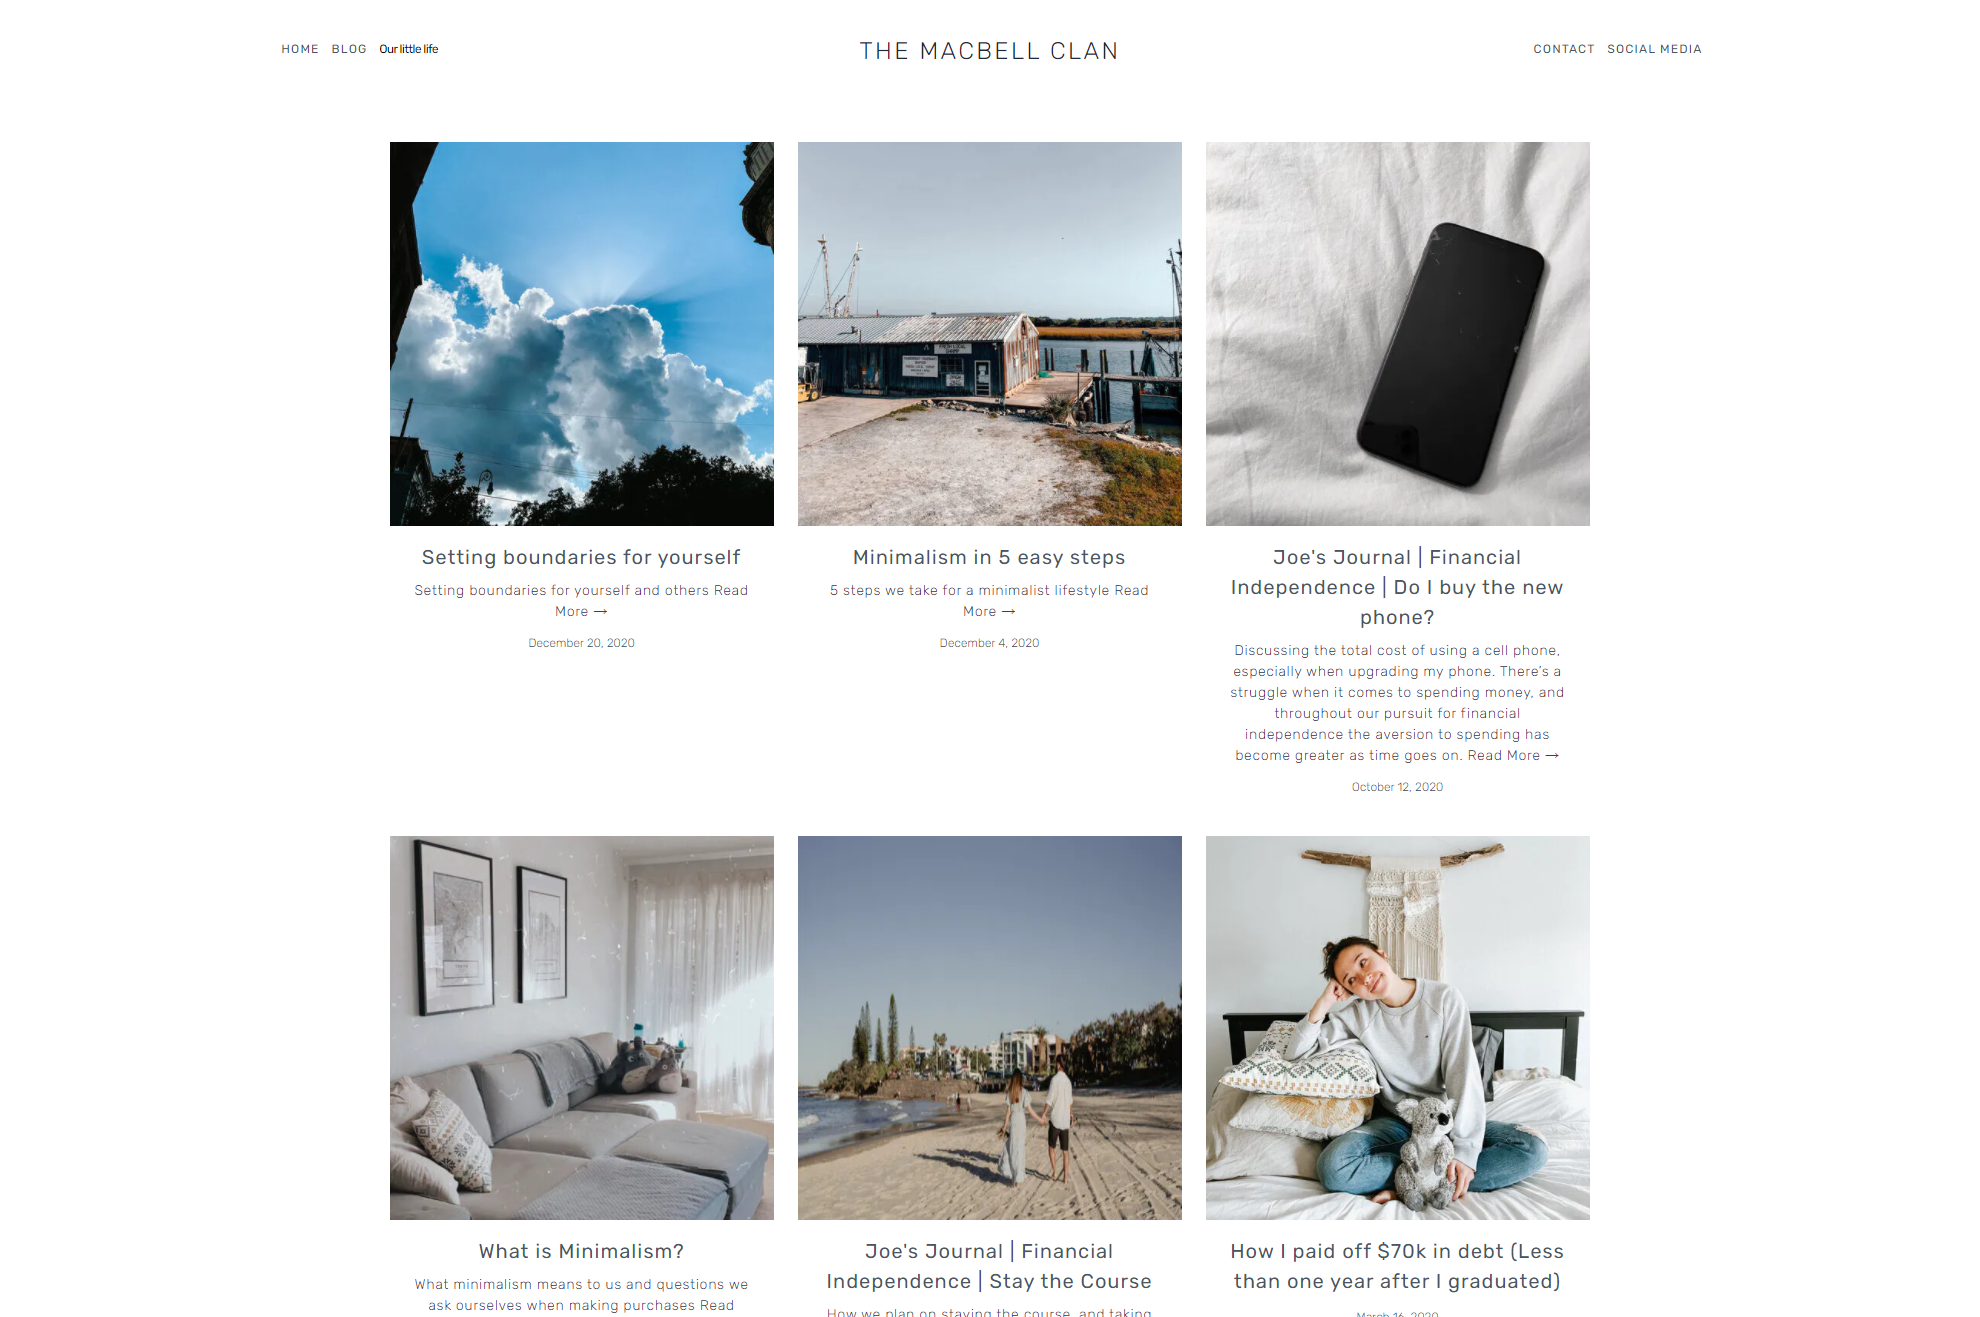 HOME BLOG Our little life
THE MACBELL CLAN
CONTACT SOCIAL MEDIA
Setting boundaries for yourself
Setting boundaries for yourself and others Read
More →
December 20, 2020
Minimalism in 5 easy steps
5 steps we take for a minimalist lifestyle Read
More →
December 4, 2020
Joe's Journal | Financial
Independence | Do I buy the new
phone?
Discussing the total cost of using a cell phone,
especially when upgrading my phone. There's a
struggle when it comes to spending money, and
throughout our pursuit for financial
independence the aversion to spending has
become greater as time goes on. Read More →
October 12, 2020
What is Minimalism?
What minimalism means to us and questions we
ask ourselves when making purchases Read
Joe's Journal | Financial
Independence | Stay the Course
How we plan on staying the course, and taking
How I paid off $70k in debt (Less
than one year after I graduated)
March 16, 2020